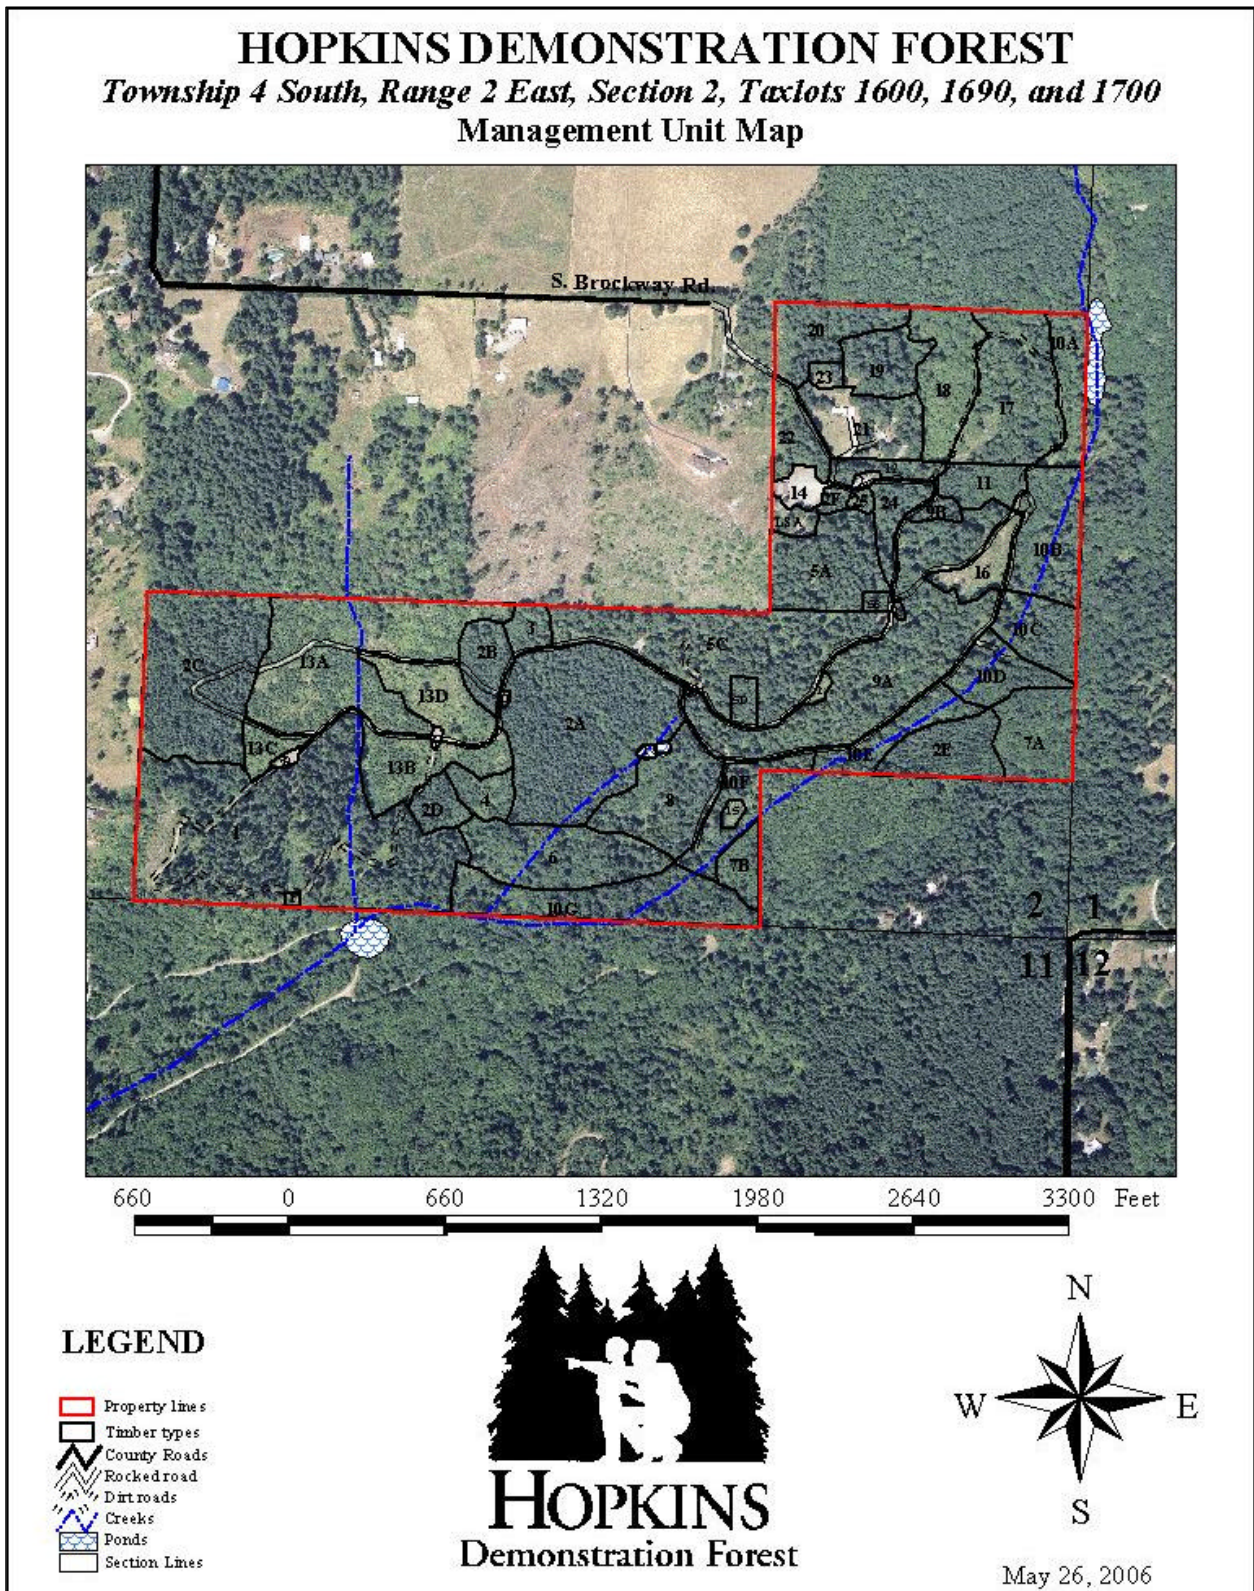 HOPKINS DEMONSTRATION FOREST
Township 4 South, Range 2 East, Section 2, Taxlots 1600, 1690, and 1700
Management Unit Map
S. Brockway Rd.
20
10A
19
23
18
17
21
22
11
14
2F
25
24
9B
10B
5A
16
3
5C
10C
2C
13A
2B
9A
10D
13D
2A
2E
7A
13C
13B
10E
10F
8
2D
4
15
1
6
7B
10G
2
1
11
12
660 0 660 1320 1980 2640 3300 Feet
LEGEND
Property lines
Timber types
County Roads
Rocked road
Dirt roads
Creeks
Ponds
Section Lines
HOPKINS
Demonstration Forest
N
W
E
S
May 26, 2006